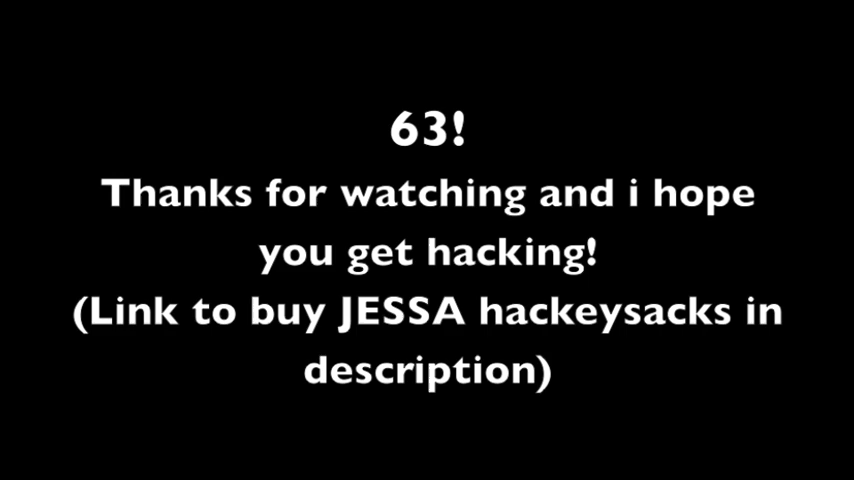 63!
Thanks for watching and i hope
you get hacking!
(Link to buy JESSA hackeysacks in
description)